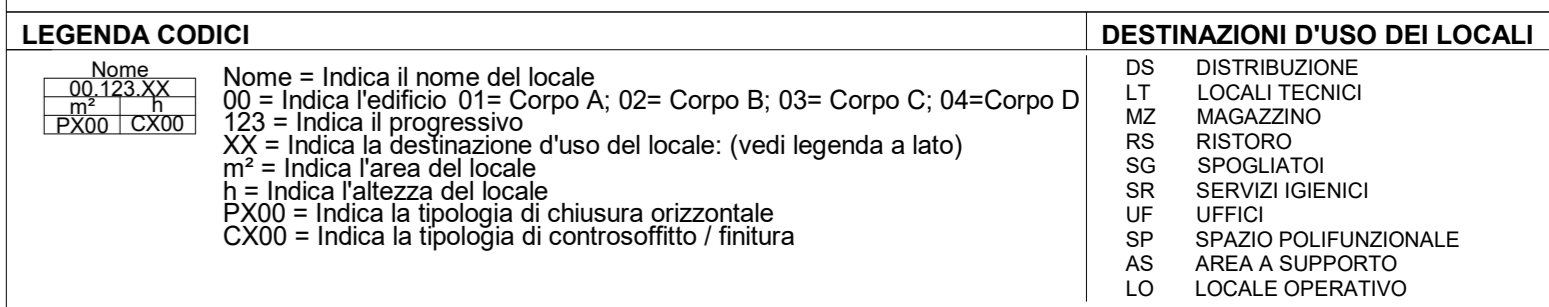 LEGENDA CODICI
Nome
00.123.XX
m² h
PX00 CX00
Nome = Indica il nome del locale
00 = Indica l'edificio 01= Corpo A; 02= Corpo B; 03= Corpo C; 04=Corpo D
123 = Indica il progressivo
XX = Indica la destinazione d'uso del locale: (vedi legenda a lato)
m² = Indica l'area del locale
h = Indica l'altezza del locale
PX00 = Indica la tipologia di chiusura orizzontale
CX00 = Indica la tipologia di controsoffitto / finitura
DESTINAZIONI D'USO DEI LOCALI
DS DISTRIBUZIONE
LT LOCALI TECNICI
MZ MAGAZZINO
RS RISTORO
SG SPOGLIATOI
SR SERVIZI IGIENICI
UF UFFICI
SP SPAZIO POLIFUNZIONALE
AS AREA A SUPPORTO
LO LOCALE OPERATIVO